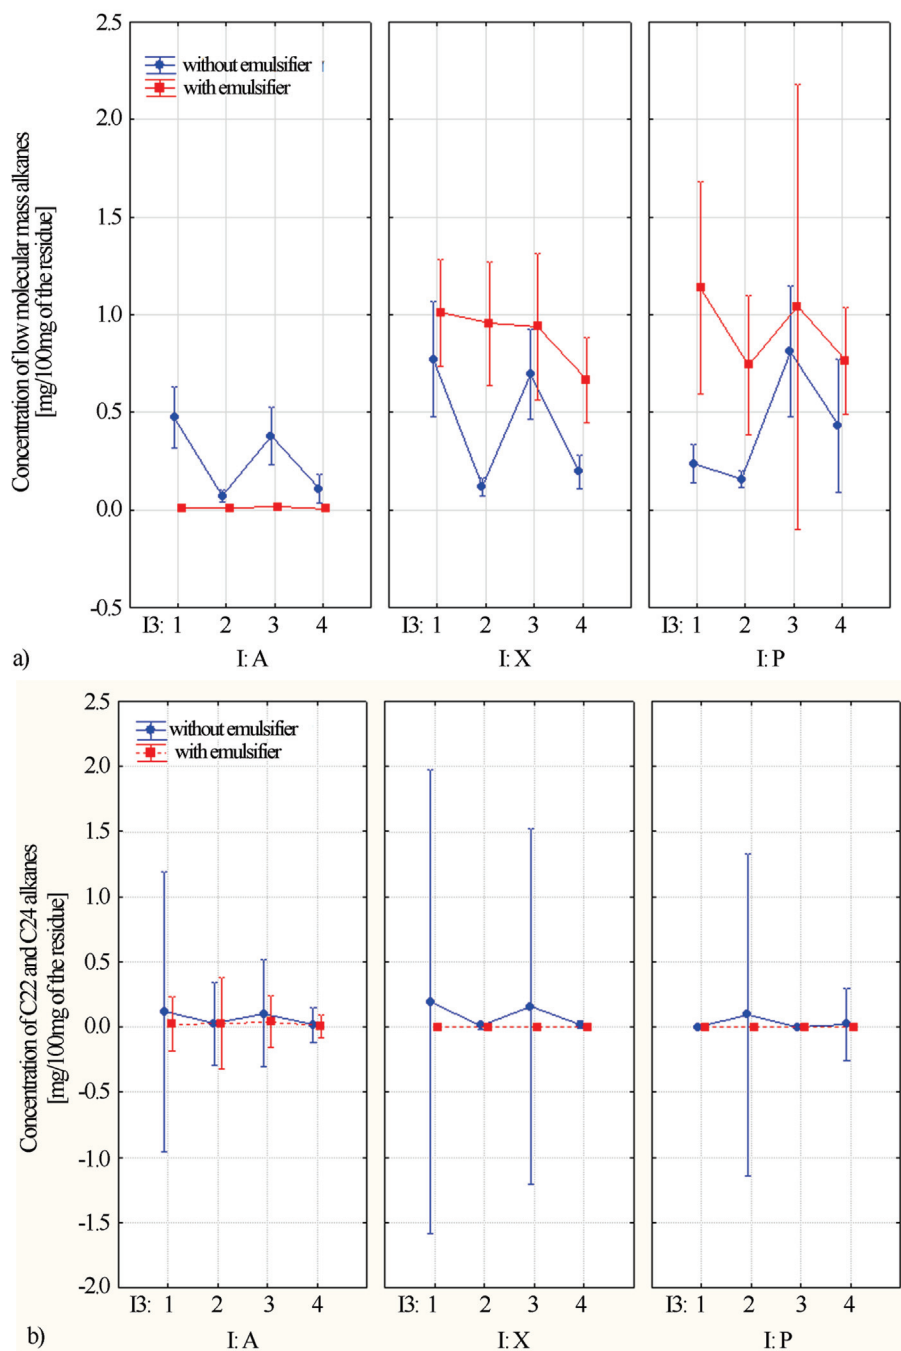 2.5
without emulsifier
with emulsifier
2.0
1.5
1.0
0.5
0.0
-0.5
Concentration of low molecular mass alkanes
[mg/100mg of the residue]
I3: 1 2 3 4
I3: 1 2 3 4
I3: 1 2 3 4
a)
I: A
I: X
I: P
2.5
without emulsifier
with emulsifier
2.0
1.5
1.0
0.5
0.0
-0.5
-1.0
-1.5
-2.0
Concentration of C22 and C24 alkanes
[mg/100mg of the residue]
I3: 1 2 3 4
I3: 1 2 3 4
I3: 1 2 3 4
b)
I: A
I: X
I: P